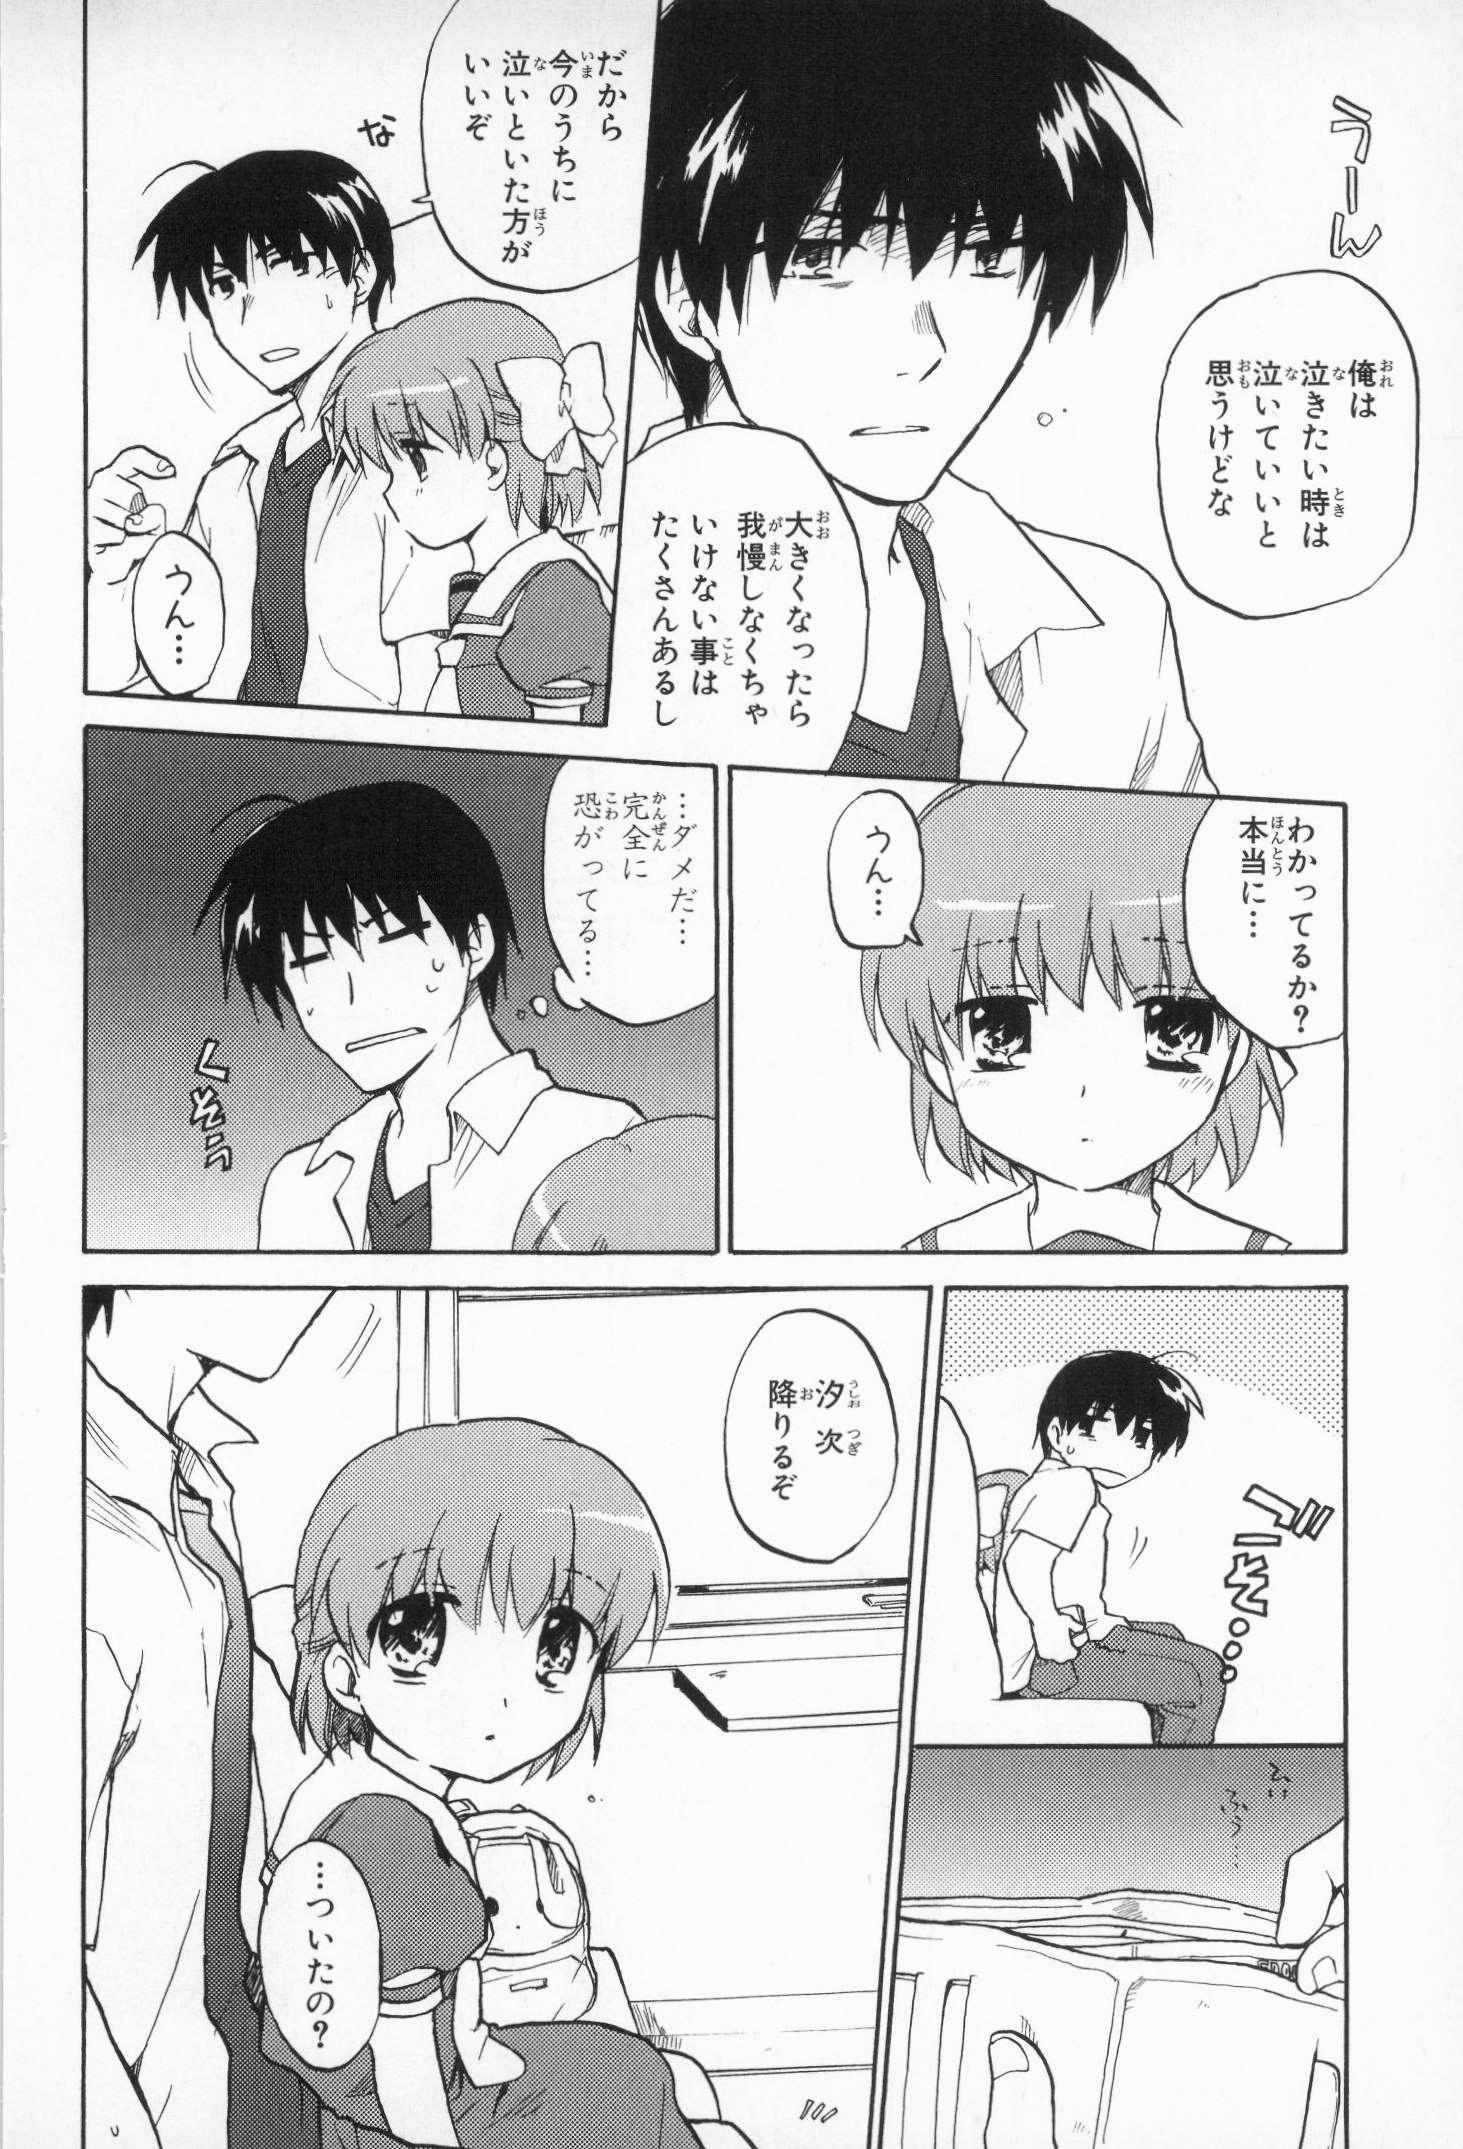 うーん
俺は
泣きたい時は
泣いていいと
思うけどな
大きくなったら
我慢しなくちゃ
いけない事は
たくさんあるし
だから
今のうちに
泣いといた方が
いいぞ
な
うん…
わかってるか?
本当に…
うん…
…ダメだ…
完全に
恐がってる…
くそぅ
ごそ。。。
ふぅ……
汐 次
降りるぞ
…ついたの?